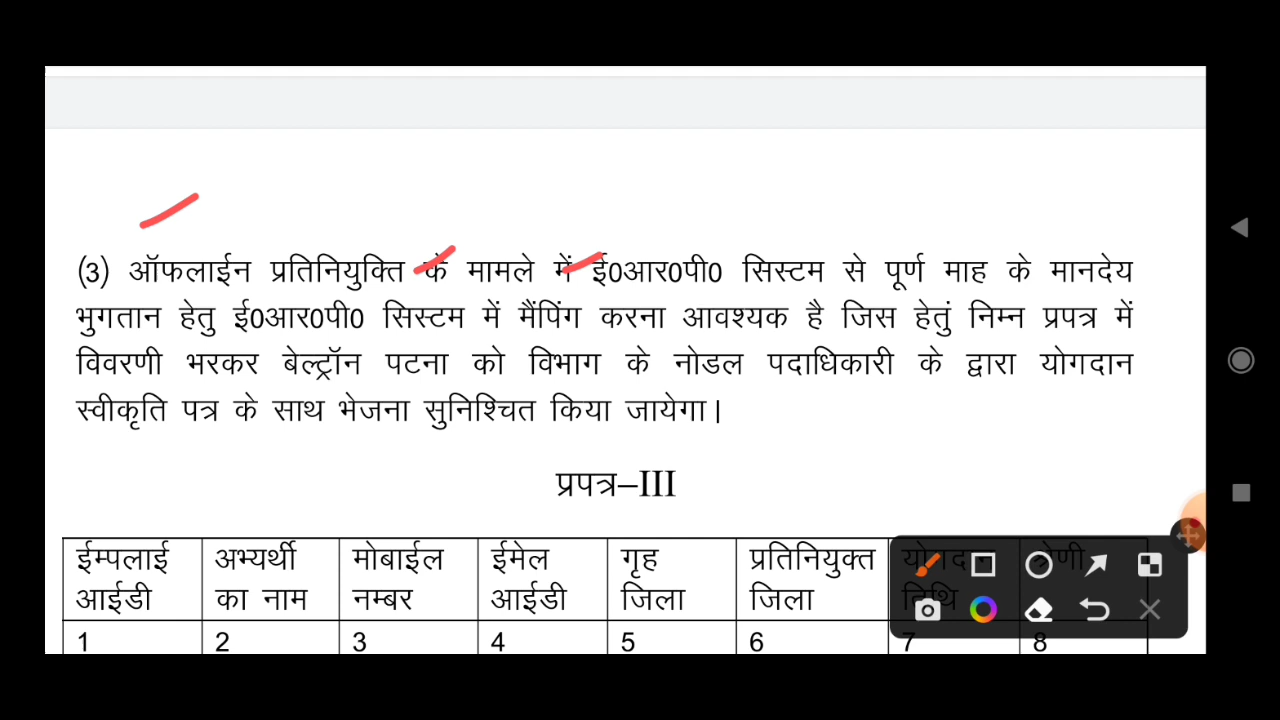 (3) ऑफलाईन प्रतिनियुक्ति के मामले में ई0आर0पी0 सिस्टम से पूर्ण माह के मानदेय
भुगतान हेतु ई0आर0पी0 सिस्टम में मैंपिंग करना आवश्यक है जिस हेतुं निम्न प्रपत्र में
विवरणी भरकर बेल्ट्रॉन पटना को विभाग के नोडल पदाधिकारी के द्वारा योगदान
स्वीकृति पत्र के साथ भेजना सुनिश्चित किया जायेगा।
प्रपत्र–III
ईम्पलाई आईडी
अभ्यर्थी का नाम
मोबाईल नम्बर
ईमेल आईडी
गृह जिला
प्रतिनियुक्त जिला
योगदान तिथि
श्रेणी
1 2 3 4 5 6 7 8